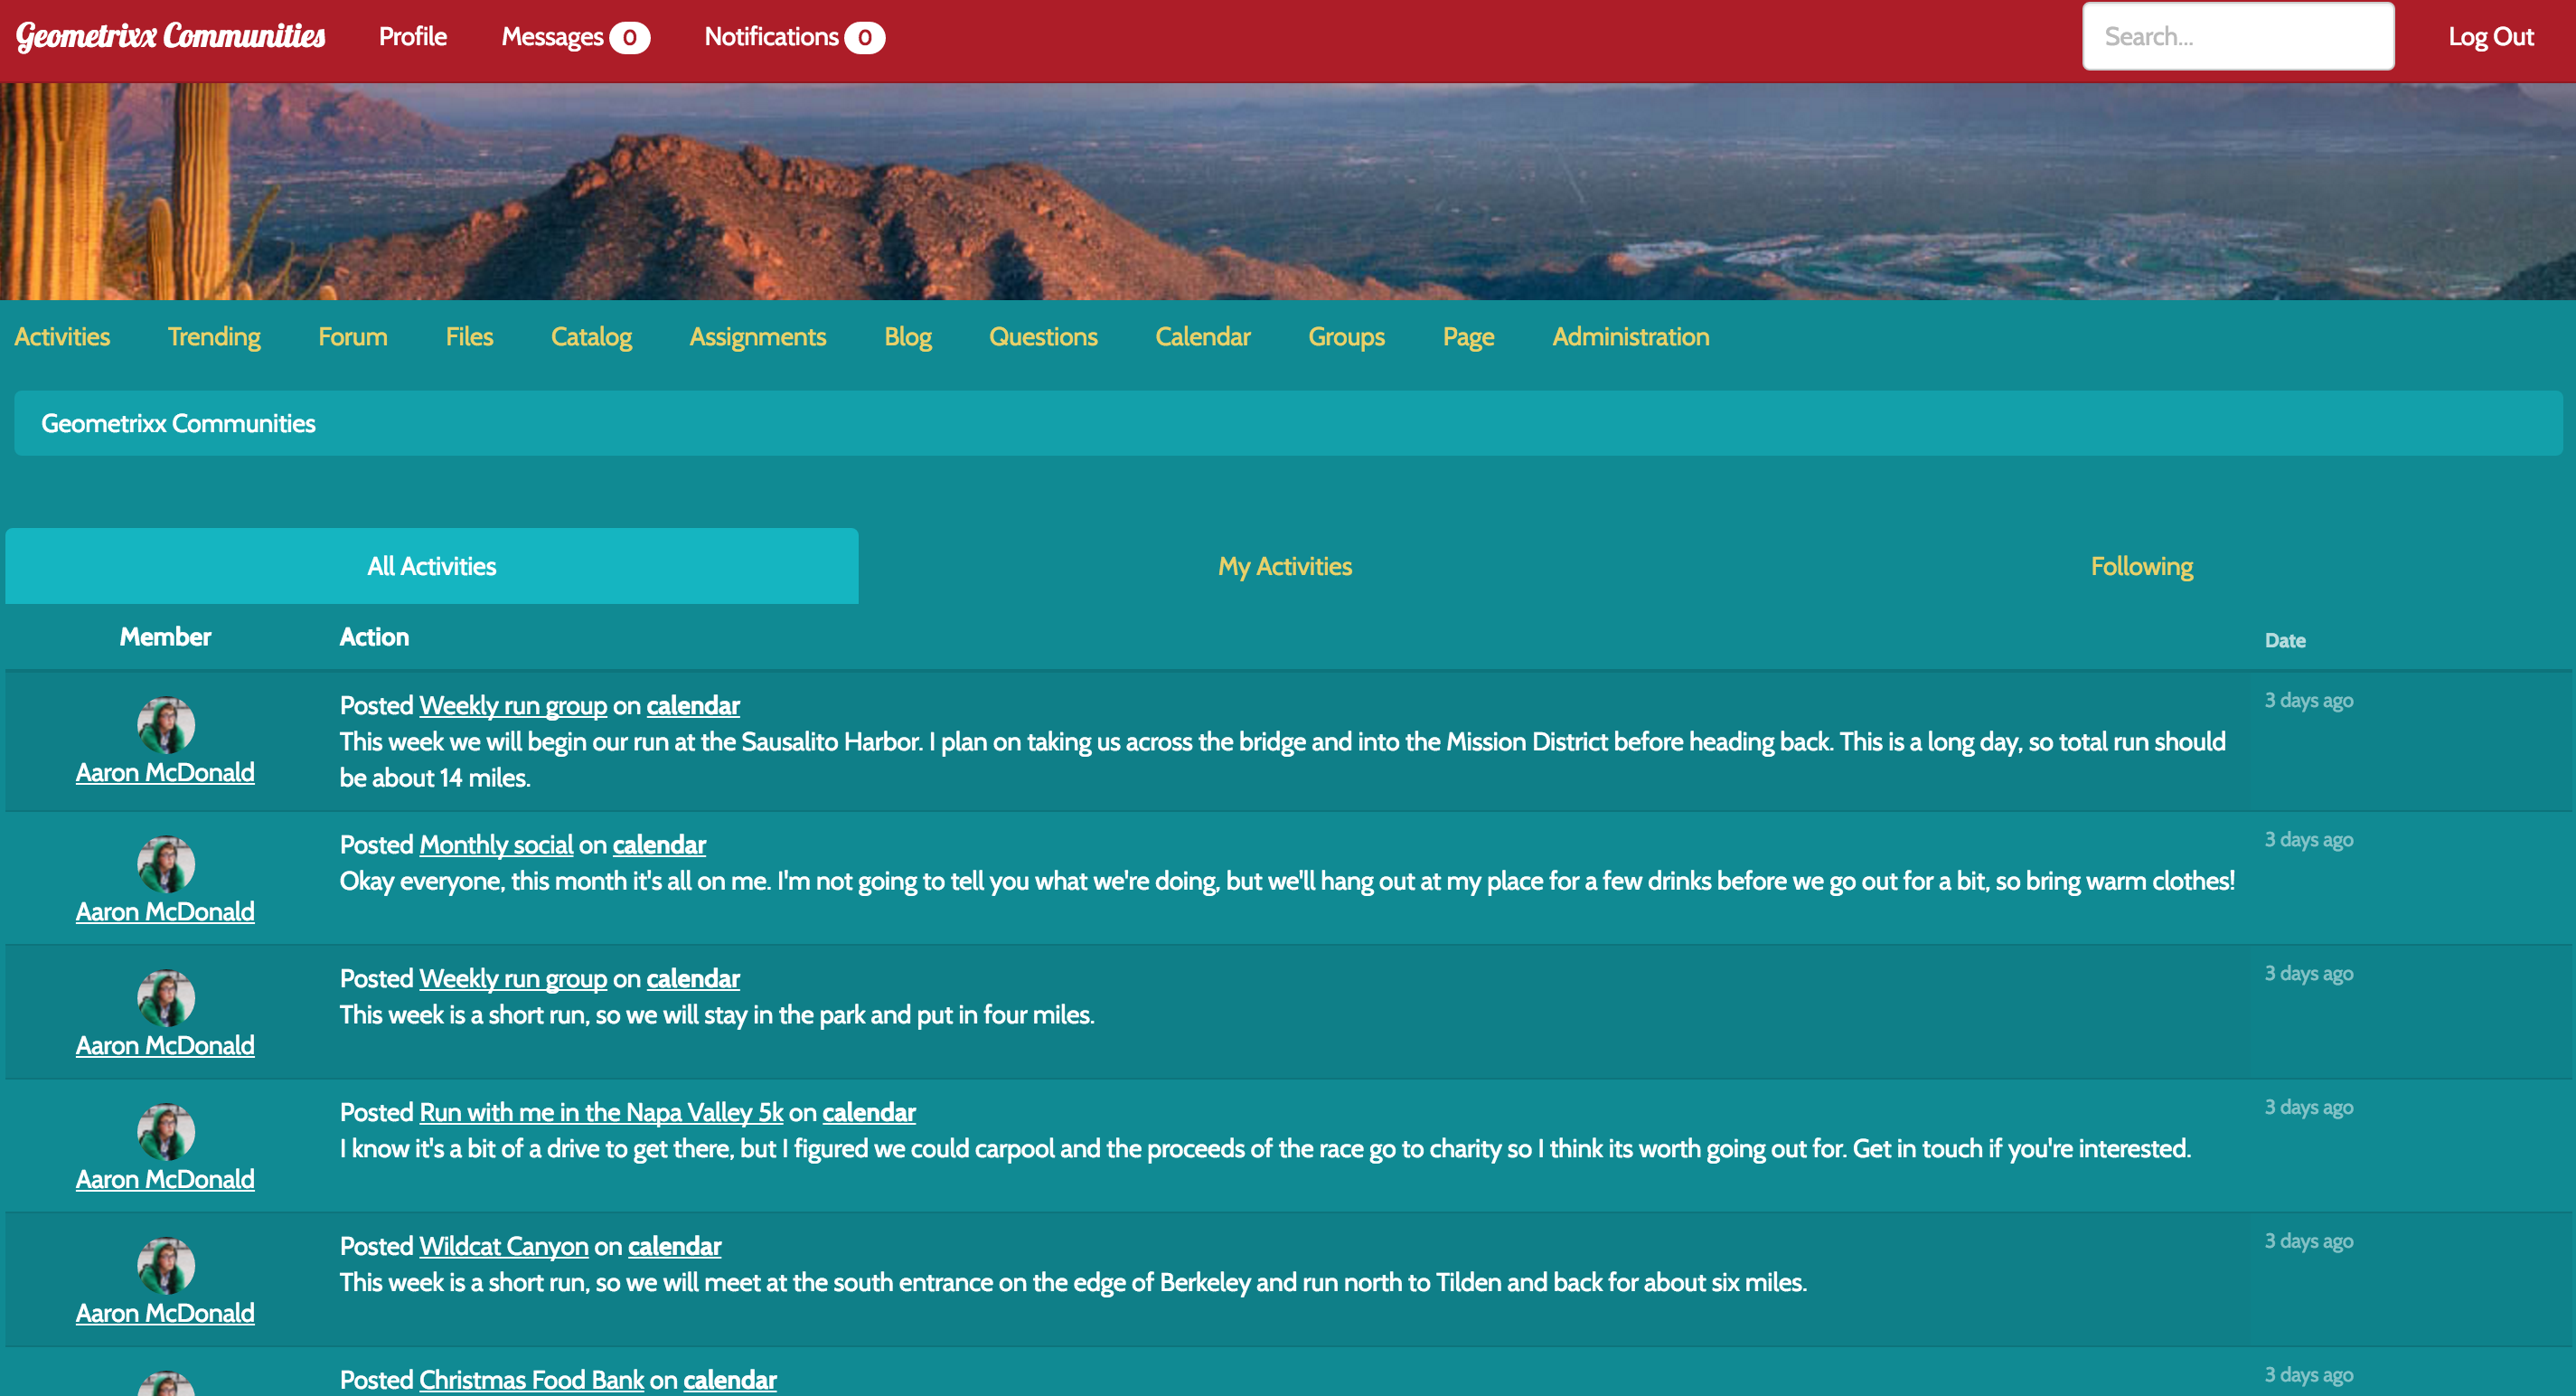 Geometrixx Communities Profile Messages 0 Notifications 0 Search... Log Out
Activities Trending Forum Files Catalog Assignments Blog Questions Calendar Groups Page Administration
Geometrixx Communities
All Activities My Activities Following
Member Action Date
Posted Weekly run group on calendar 3 days ago
This week we will begin our run at the Sausalito Harbor. I plan on taking us across the bridge and into the Mission District before heading back. This is a long day, so total run should
be about 14 miles.
Aaron McDonald
Posted Monthly social on calendar 3 days ago
Okay everyone, this month it's all on me. I'm not going to tell you what we're doing, but we'll hang out at my place for a few drinks before we go out for a bit, so bring warm clothes!
Aaron McDonald
Posted Weekly run group on calendar 3 days ago
This week is a short run, so we will stay in the park and put in four miles.
Aaron McDonald
Posted Run with me in the Napa Valley 5k on calendar 3 days ago
I know it's a bit of a drive to get there, but I figured we could carpool and the proceeds of the race go to charity so I think its worth going out for. Get in touch if you're interested.
Aaron McDonald
Posted Wildcat Canyon on calendar 3 days ago
This week is a short run, so we will meet at the south entrance on the edge of Berkeley and run north to Tilden and back for about six miles.
Aaron McDonald
Posted Christmas Food Bank on calendar 3 days ago